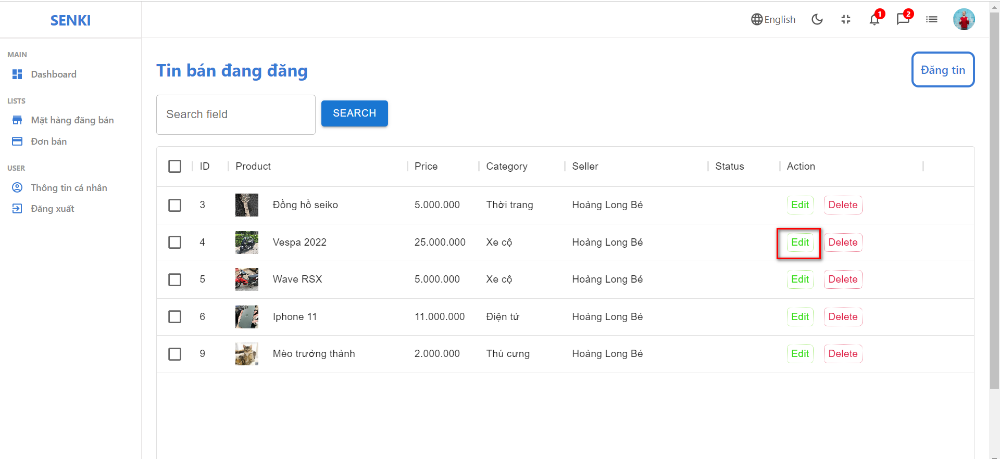 SENKI
English
1
2
MAIN
Dashboard
LISTS
Mặt hàng đăng bán
Đơn bán
USER
Thông tin cá nhân
Đăng xuất
Tin bán đang đăng
Đăng tin
Search field
SEARCH
ID Product Price Category Seller Status Action
3 Đồng hồ seiko 5.000.000 Thời trang Hoàng Long Bé Edit Delete
4 Vespa 2022 25.000.000 Xe cộ Hoàng Long Bé Edit Delete
5 Wave RSX 5.000.000 Xe cộ Hoàng Long Bé Edit Delete
6 Iphone 11 11.000.000 Điện tử Hoàng Long Bé Edit Delete
9 Mèo trưởng thành 2.000.000 Thú cưng Hoàng Long Bé Edit Delete